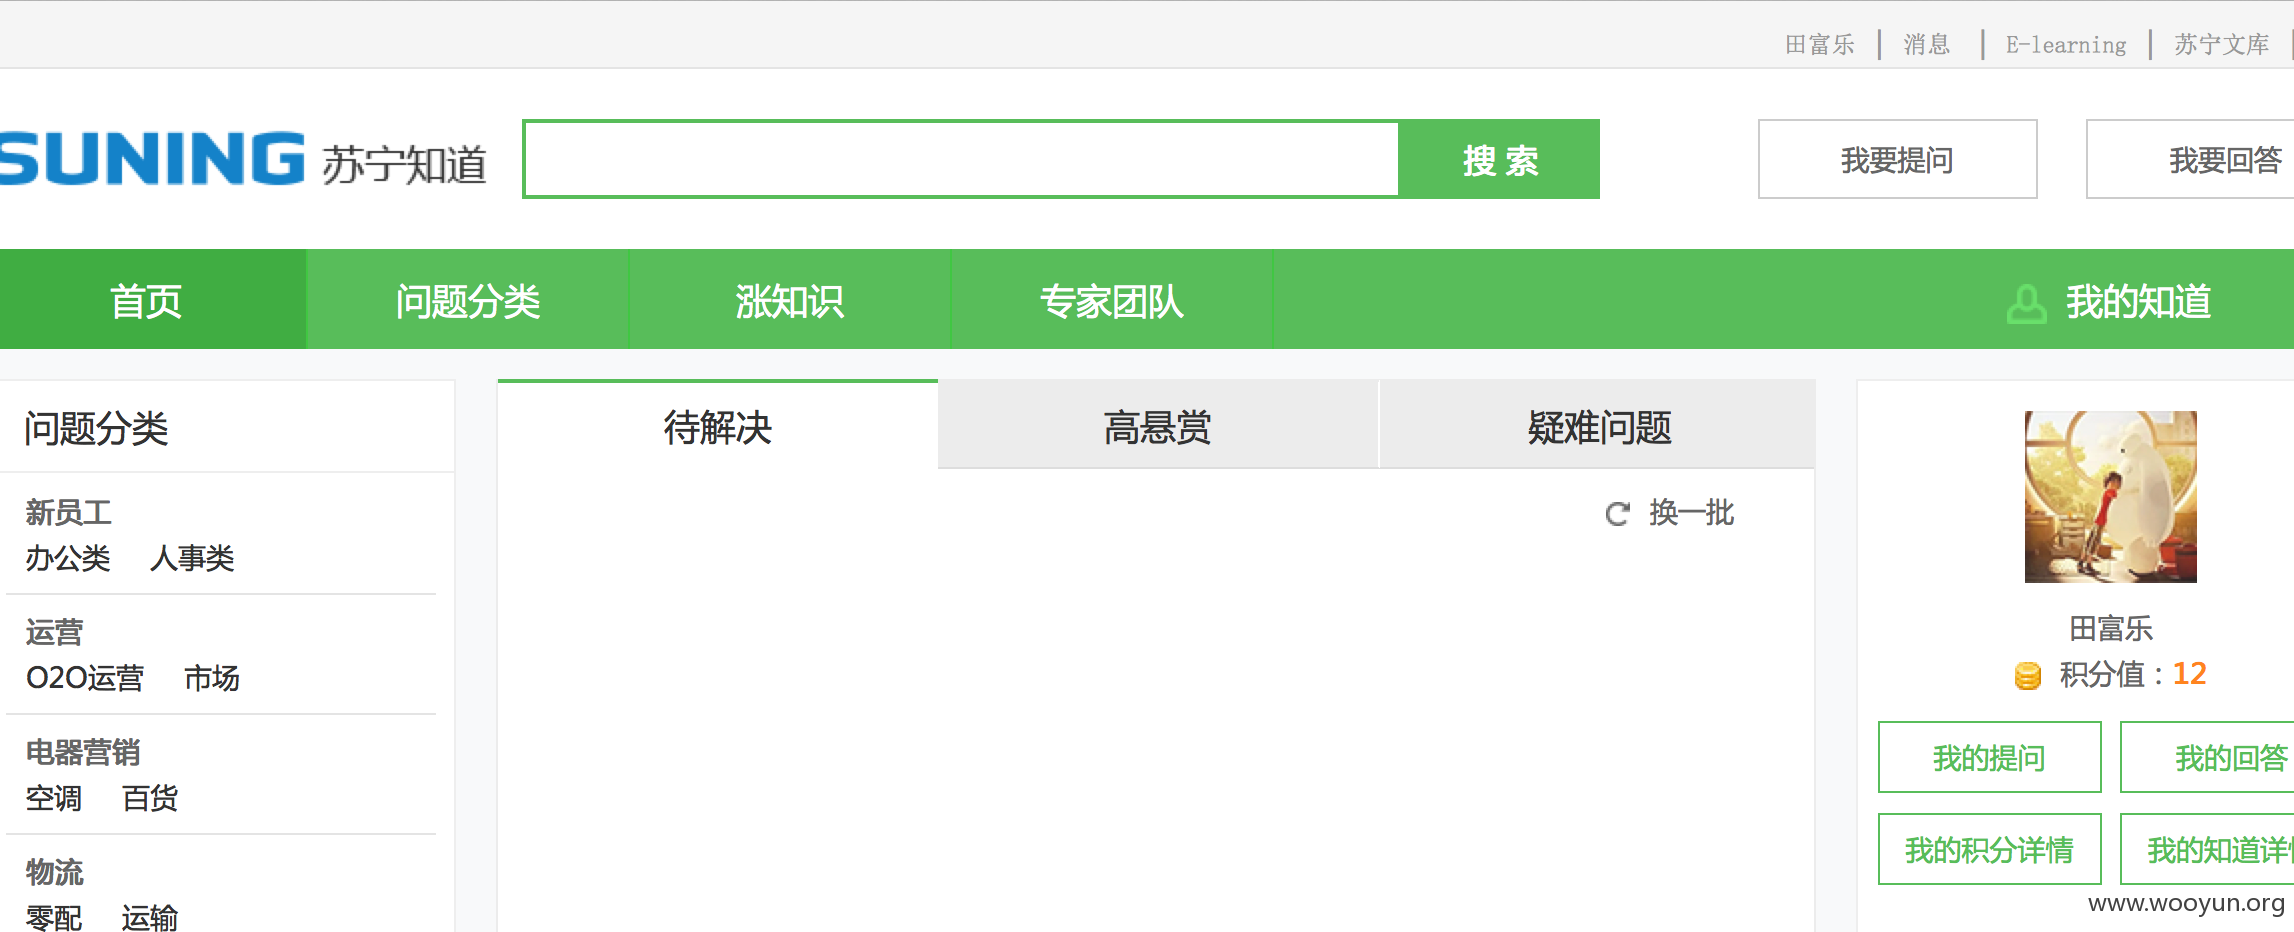 田富乐 | 消息 | E-learning | 苏宁文库 |
SUNING 苏宁知道
搜 索
我要提问
我要回答
首页 问题分类 涨知识 专家团队 我的知道
问题分类
新员工
办公类 人事类
运营
O2O运营 市场
电器营销
空调 百货
物流
零配 运输
待解决 高悬赏 疑难问题
换一批
田富乐
积分值：12
我的提问 我的回答
我的积分详情 我的知道详
www.wooyun.org